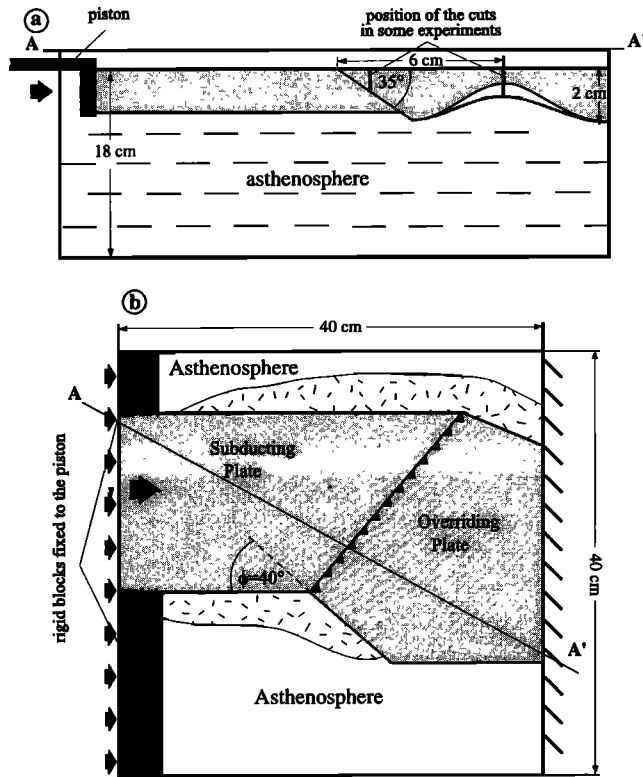 a
piston
position of the cuts
in some experiments
A
A'
6 cm
35°
2 cm
18 cm
asthenosphere
b
40 cm
Asthenosphere
A
Subducting
Plate
Overriding
Plate
rigid blocks fixed to the piston
ϕ=40°
40 cm
A'
Asthenosphere